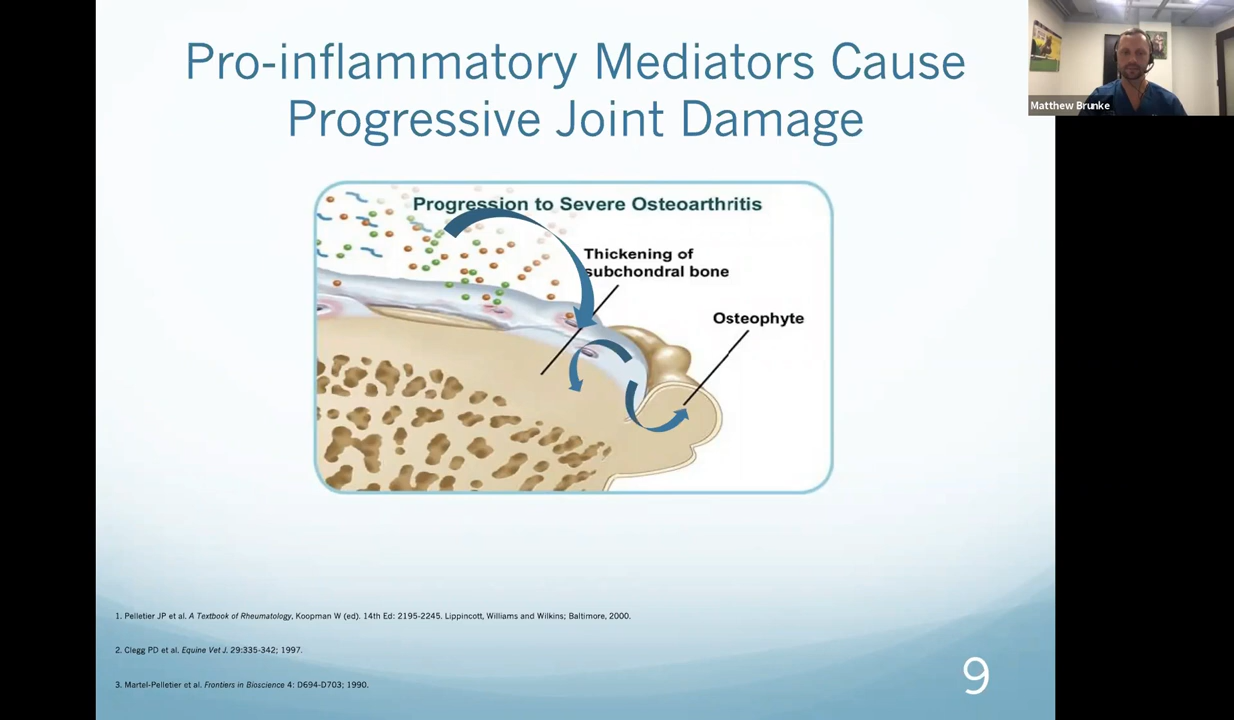 Pro-inflammatory Mediators Cause
Progressive Joint Damage
Matthew Brunke
Progression to Severe Osteoarthritis
Thickening of
subchondral bone
Osteophyte
1. Pelletier JP et al. A Textbook of Rheumatology, Koopman W (ed). 14th Ed: 2195-2245. Lippincott, Williams and Wilkins; Baltimore, 2000.
2. Clegg PD et al. Equine Vet J. 29:335-342; 1997.
3. Martel-Pelletier et al. Frontiers in Bioscience 4: D694-D703; 1990.
9